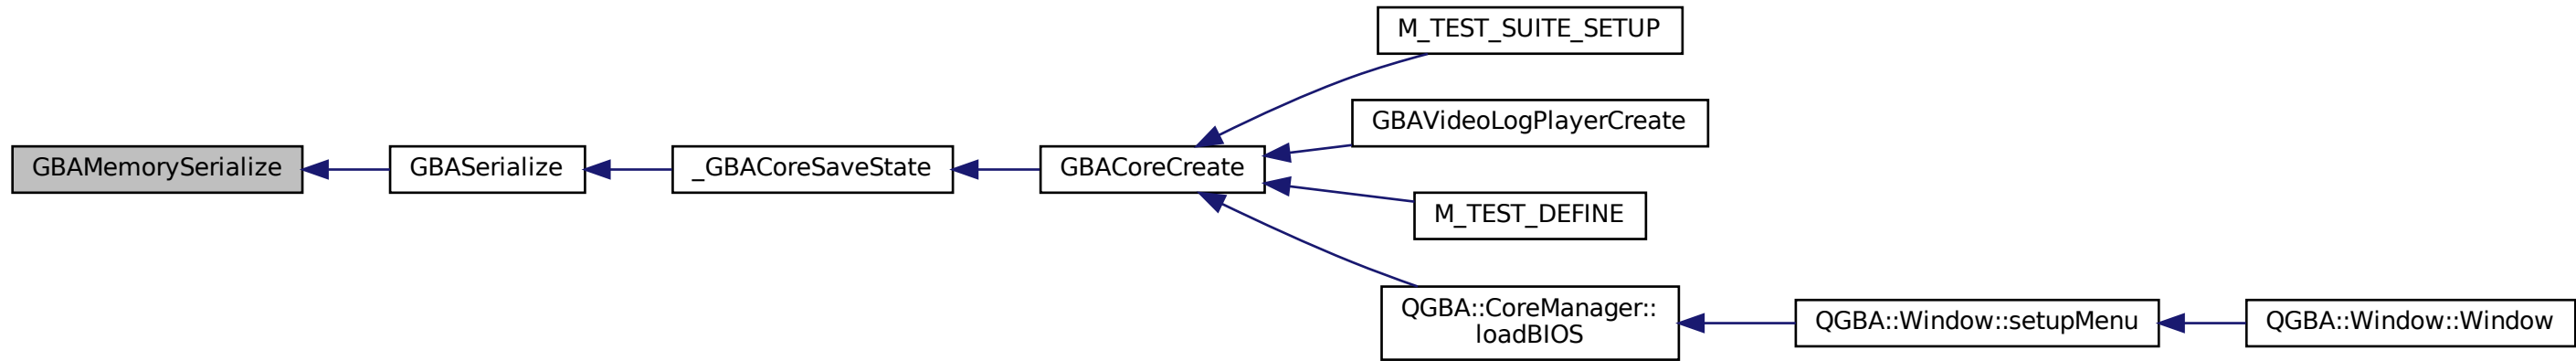 M_TEST_SUITE_SETUP
GBAVideoLogPlayerCreate
GBAMemorySerialize
GBASerialize
_GBACoreSaveState
GBACoreCreate
M_TEST_DEFINE
QGBA::CoreManager::
loadBIOS
QGBA::Window::setupMenu
QGBA::Window::Window